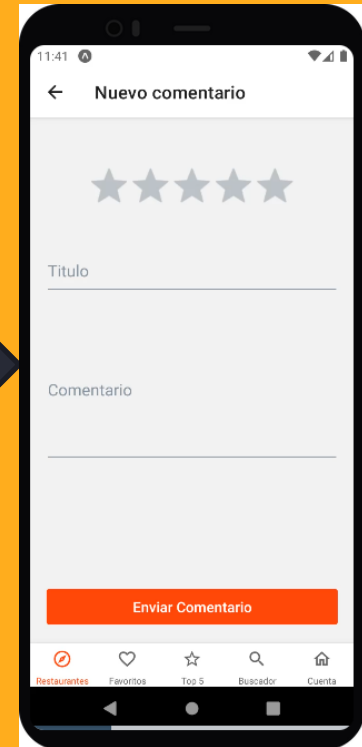 11:41
Nuevo comentario
Titulo
Comentario
Enviar Comentario
Restaurantes Favoritos Top 5 Buscador Cuenta